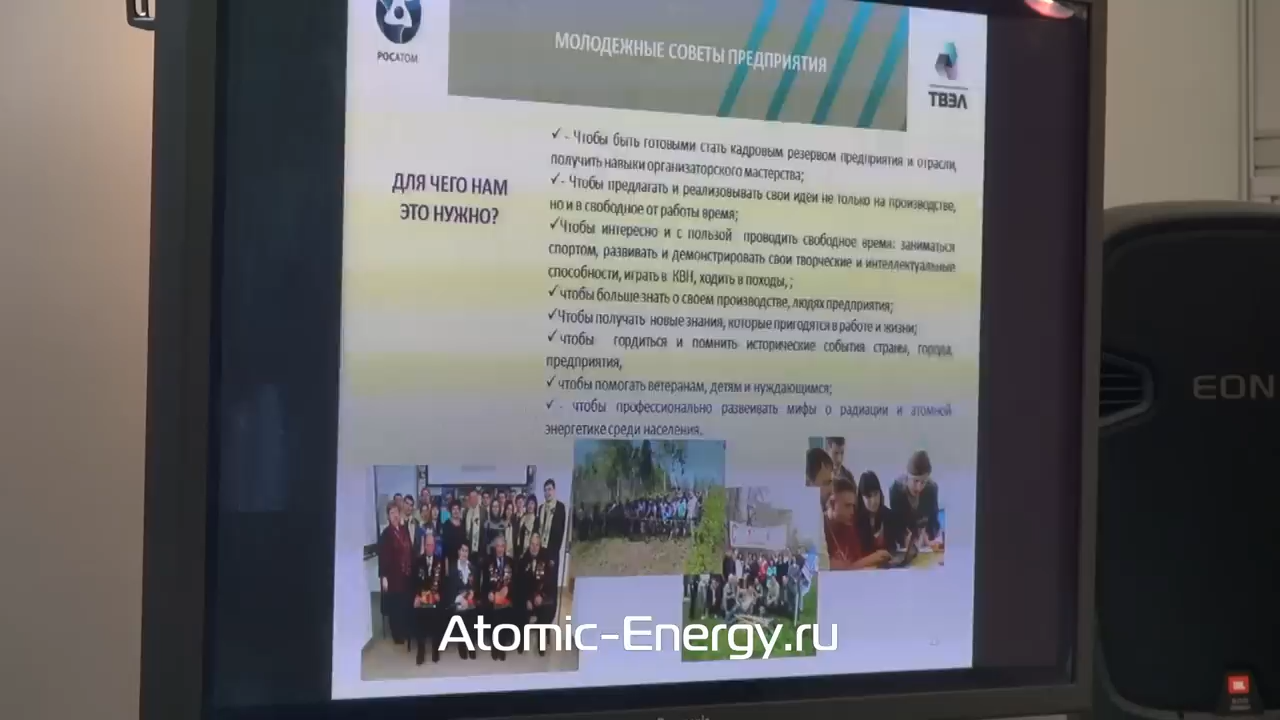 РОСАТОМ
МОЛОДЕЖНЫЕ СОВЕТЫ ПРЕДПРИЯТИЯ
ТВЭЛ
ДЛЯ ЧЕГО НАМ
ЭТО НУЖНО?
✓ - Чтобы быть готовыми стать кадровым резервом предприятия и отрасли,
получить навыки организаторского мастерства;
✓- Чтобы предлагать и реализовывать свои идеи не только на производстве,
но и в свободное от работы время;
✓Чтобы интересно и с пользой проводить свободное время: заниматься
спортом, развивать и демонстрировать свои творческие и интеллектуальные
способности, играть в КВН, ходить в походы, ;
✓чтобы больше знать о своем производстве, людях предприятия;
✓Чтобы получать новые знания, которые пригодятся в работе и жизни;
✓чтобы гордиться и помнить исторические события страны, города,
предприятия,
✓чтобы помогать ветеранам, детям и нуждающимся;
✓ - чтобы профессионально развеивать мифы о радиации и атомной
энергетике среди населения.
EON
Atomic-Energy.ru